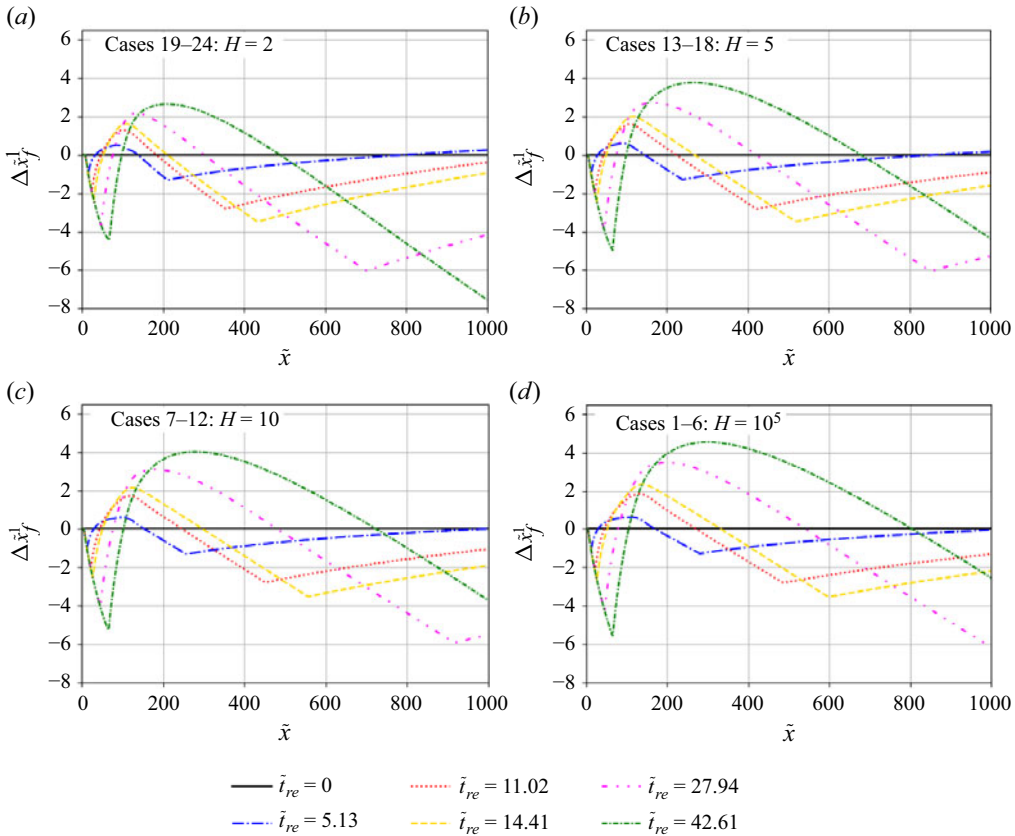 (a)
Cases 19–24: H = 2
6
4
2
0
−2
−4
−6
−8
Δx̃f1
0
200
400
600
800
1000
x̃
(b)
Cases 13–18: H = 5
6
4
2
0
−2
−4
−6
−8
Δx̃f1
0
200
400
600
800
1000
x̃
(c)
Cases 7–12: H = 10
6
4
2
0
−2
−4
−6
−8
Δx̃f1
0
200
400
600
800
1000
x̃
(d)
Cases 1–6: H = 10⁵
6
4
2
0
−2
−4
−6
−8
Δx̃f1
0
200
400
600
800
1000
x̃
t̃re = 0
t̃re = 11.02
t̃re = 27.94
t̃re = 5.13
t̃re = 14.41
t̃re = 42.61